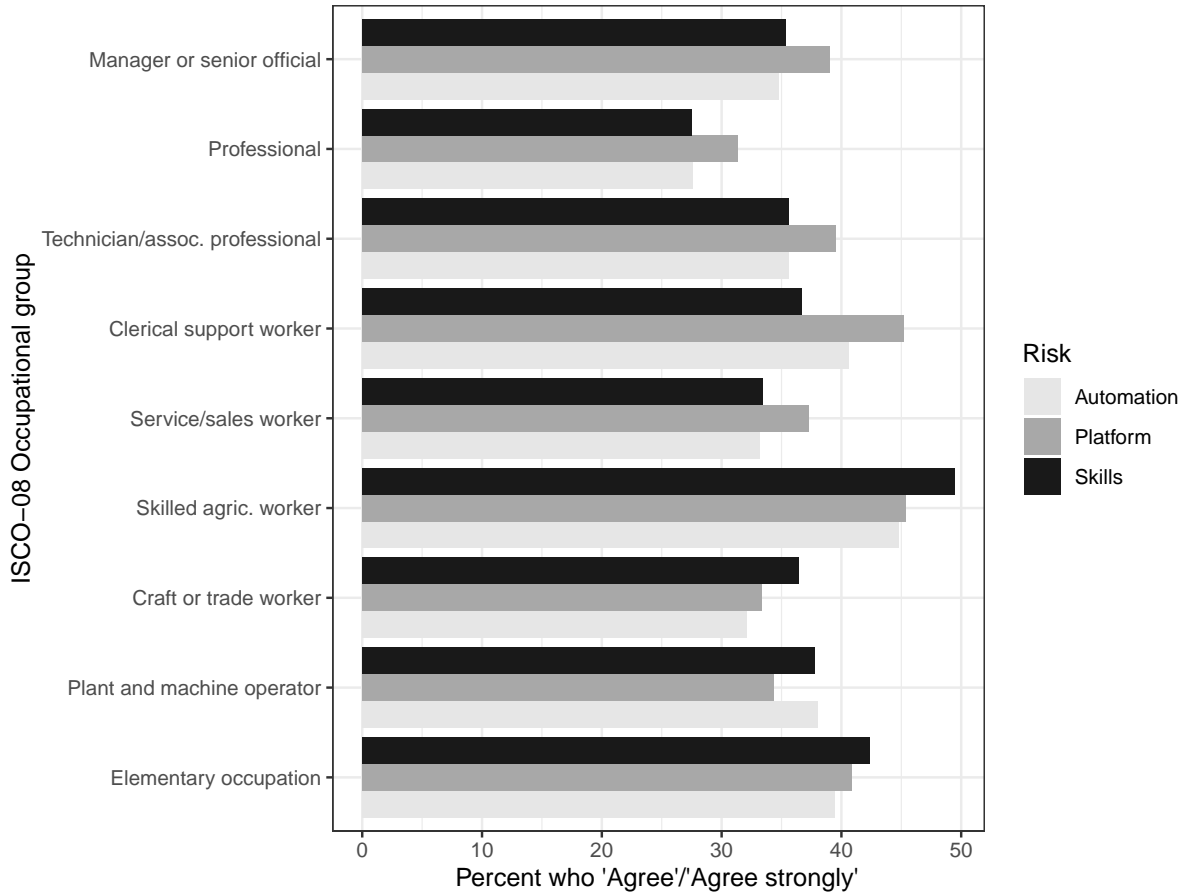 Manager or senior official
Professional
Technician/assoc. professional
Clerical support worker
Service/sales worker
Skilled agric. worker
Craft or trade worker
Plant and machine operator
Elementary occupation
ISCO−08 Occupational group
0 10 20 30 40 50
Percent who 'Agree'/'Agree strongly'
Risk
Automation
Platform
Skills